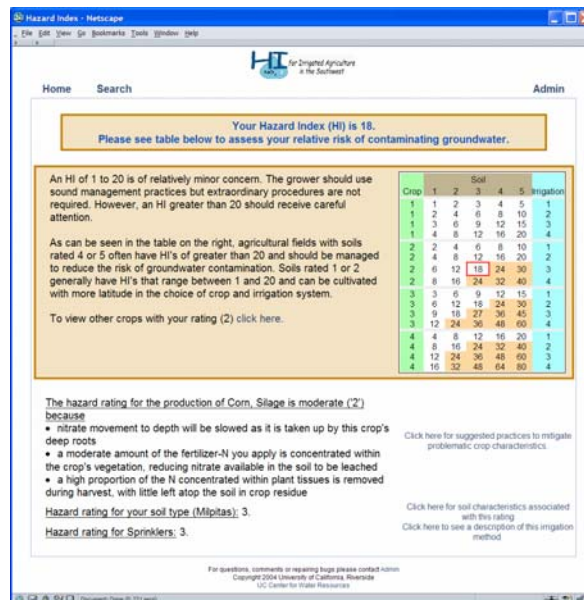 Hazard Index - Netscape
File Edit View Go Bookmarks Tools Window Help
HI for Irrigated Agriculture
in the Southwest
Home Search Admin
Your Hazard Index (HI) is 18.
Please see table below to assess your relative risk of contaminating groundwater.
An HI of 1 to 20 is of relatively minor concern. The grower should use
sound management practices but extraordinary procedures are not
required. However, an HI greater than 20 should receive careful
attention.
As can be seen in the table on the right, agricultural fields with soils
rated 4 or 5 often have HI's of greater than 20 and should be managed
to reduce the risk of groundwater contamination. Soils rated 1 or 2
generally have HI's that range between 1 and 20 and can be cultivated
with more latitude in the choice of crop and irrigation system.
To view other crops with your rating (2) click here.
Soil
Crop 1 2 3 4 5 Irrigation
1 1 2 3 4 5 1
1 2 4 6 8 10 2
1 3 6 9 12 15 3
1 4 8 12 16 20 4
2 2 4 6 8 10 1
2 4 8 12 16 20 2
2 6 12 18 24 30 3
2 8 16 24 32 40 4
3 3 6 9 12 15 1
3 6 12 18 24 30 2
3 9 18 27 36 45 3
3 12 24 36 48 60 4
4 4 8 12 16 20 1
4 8 16 24 32 40 2
4 12 24 36 48 60 3
4 16 32 48 64 80 4
The hazard rating for the production of Corn, Silage is moderate ('2')
because
• nitrate movement to depth will be slowed as it is taken up by this crop's
deep roots
• a moderate amount of the fertilizer-N you apply is concentrated within
the crop's vegetation, reducing nitrate available in the soil to be leached
• a high proportion of the N concentrated within plant tissues is removed
during harvest, with little left atop the soil in crop residue
Hazard rating for your soil type (Milpitas): 3.
Hazard rating for Sprinklers: 3.
Click here for suggested practices to mitigate
problematic crop characteristics.
Click here for soil characteristics associated
with this rating
Click here to see a description of this irrigation
method
For questions, comments or repairing bugs please contact Admin
Copyright 2004 University of California, Riverside
UC Center for Water Resources